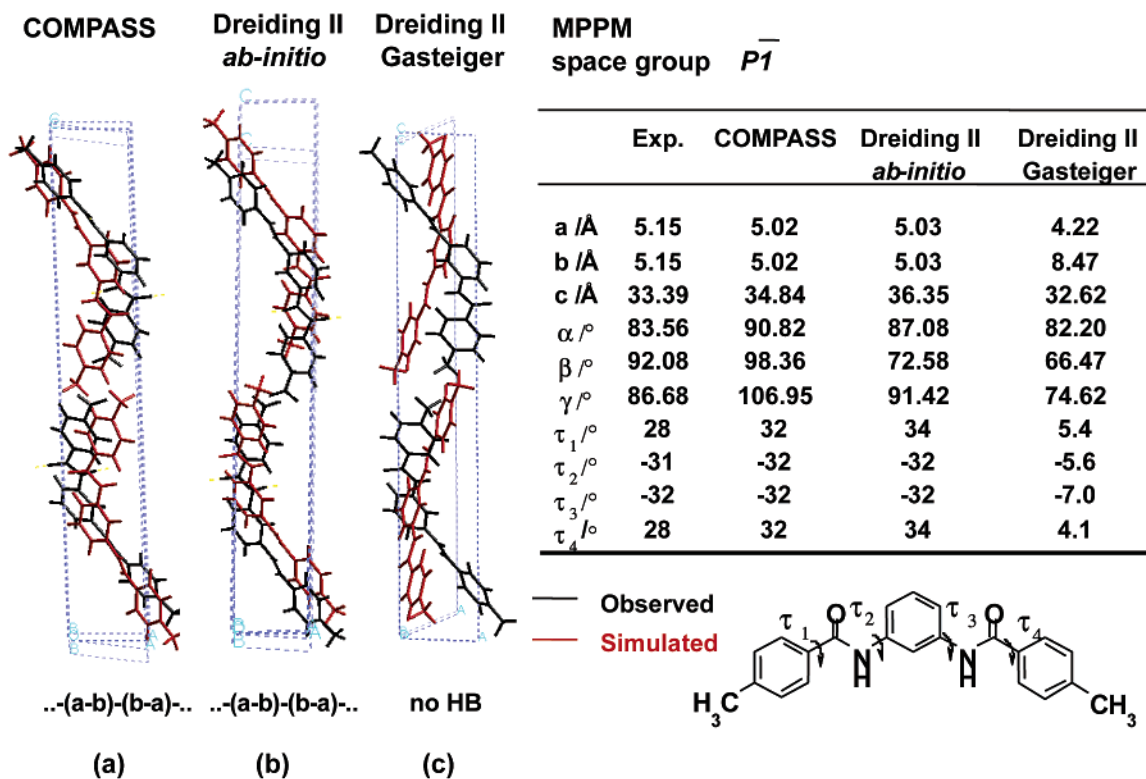 COMPASS
Dreiding II
ab-initio
Dreiding II
Gasteiger
..-(a-b)-(b-a)-..
..-(a-b)-(b-a)-..
no HB
(a)
(b)
(c)
MPPM
space group P1̅
Exp. COMPASS Dreiding II Dreiding II
ab-initio Gasteiger
a /Å 5.15 5.02 5.03 4.22
b /Å 5.15 5.02 5.03 8.47
c /Å 33.39 34.84 36.35 32.62
α /° 83.56 90.82 87.08 82.20
β /° 92.08 98.36 72.58 66.47
γ /° 86.68 106.95 91.42 74.62
τ1 /° 28 32 34 5.4
τ2 /° -31 -32 -32 -5.6
τ3 /° -32 -32 -32 -7.0
τ4 /° 28 32 34 4.1
Observed
Simulated
τ1 O τ2 τ3 O τ4
N N
H H
H3C CH3